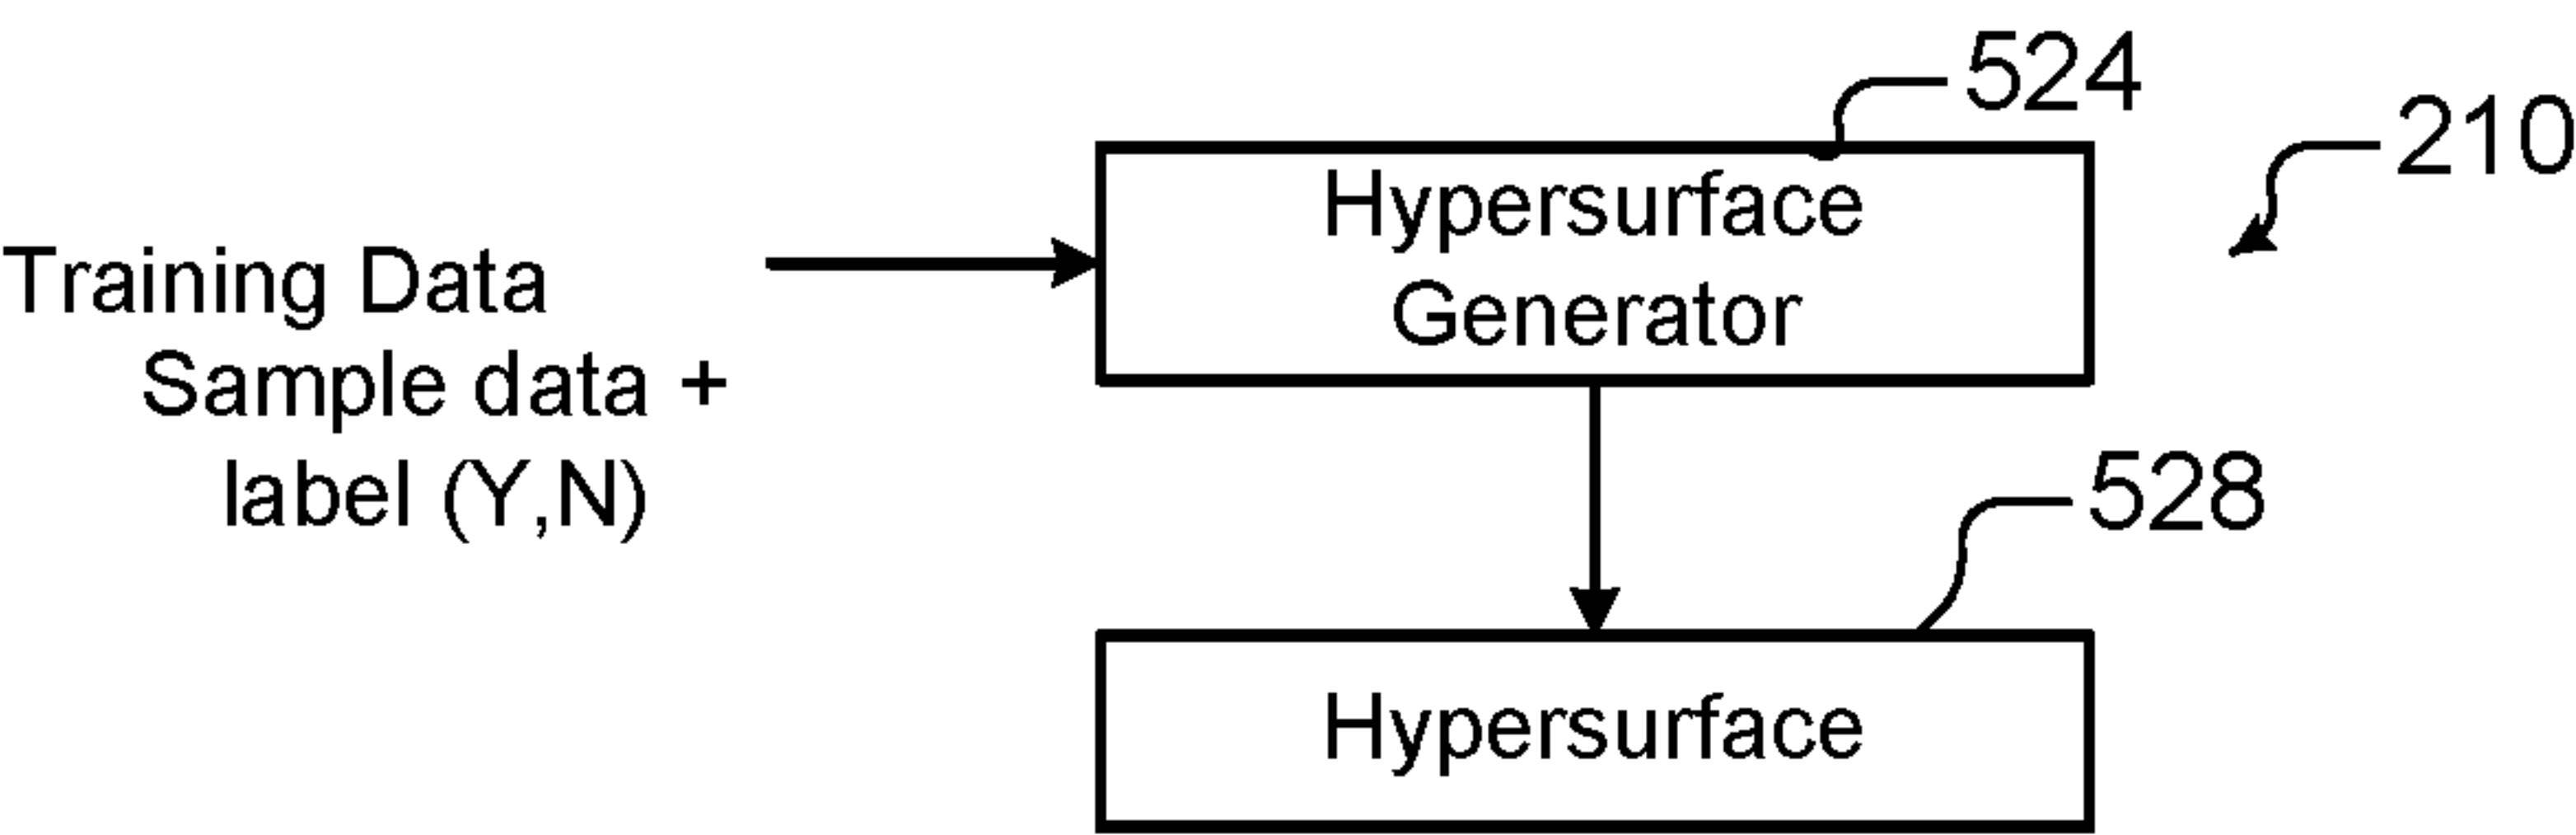 524
210
Hypersurface
Generator
Training Data
Sample data +
label (Y,N)
528
Hypersurface